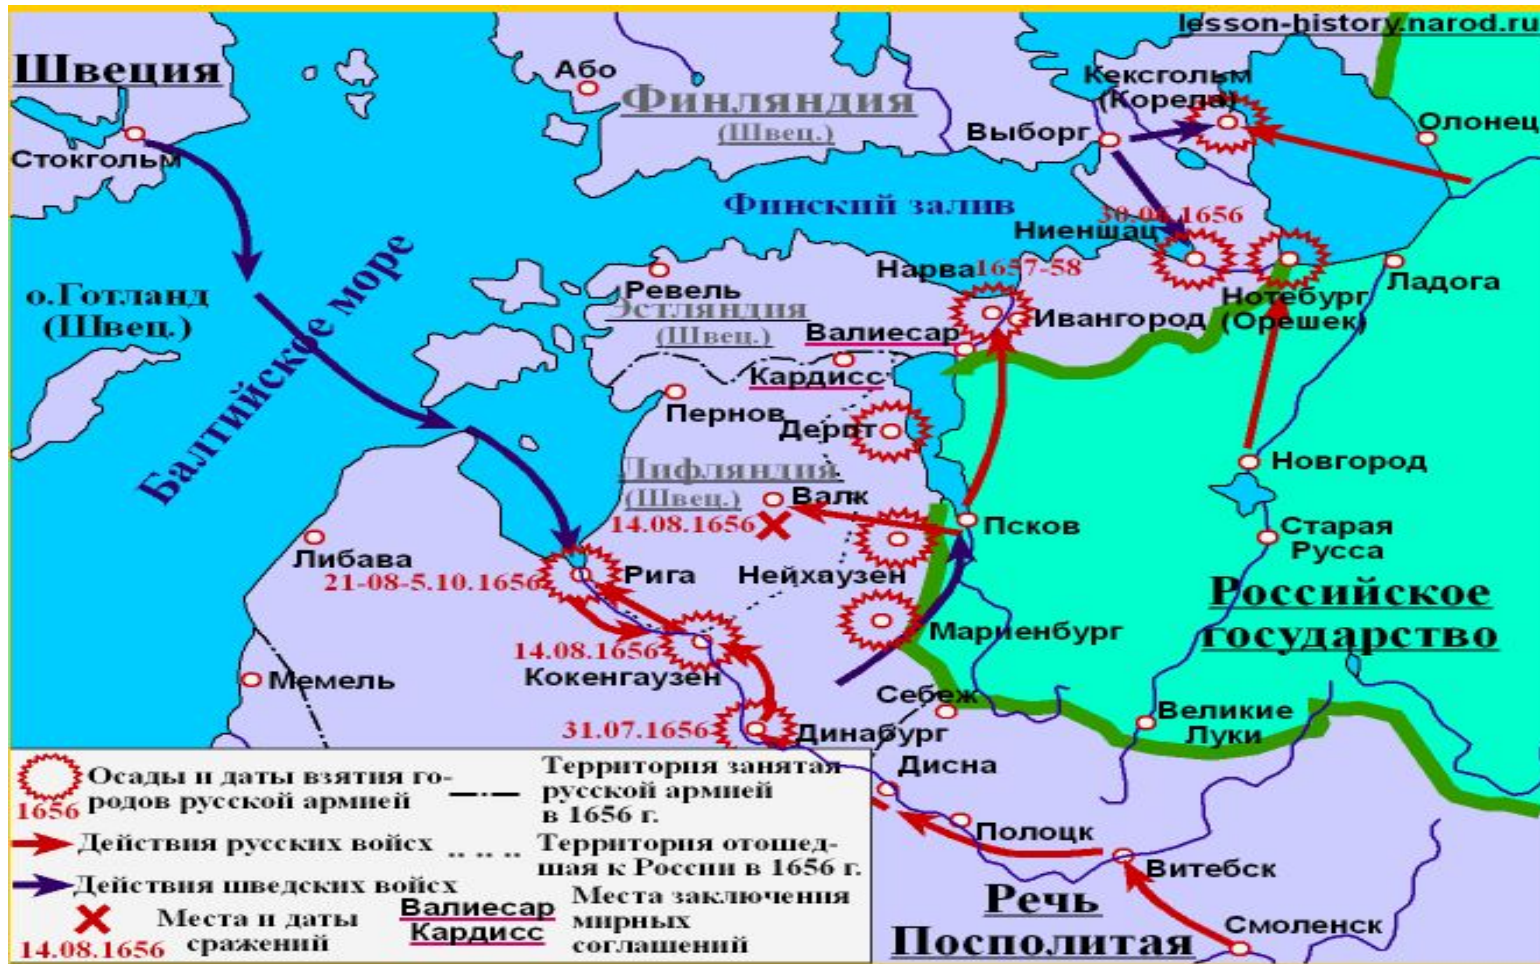 lesson-history.narod.ru
Швеция
Або
Финляндия
(Швец.)
Кексгольм
(Корела)
Выборг
Олонец
Стокгольм
Финский залив
30.06.1656
Ниеншац
Нарва 1657-58
Ладога
Нотебург
(Орешек)
о.Готланд
(Швец.)
Балтийское море
Ревель
Эстляндия
(Швец.)
Ивангород
Валиесар
Кардисс
Пернов
Дерпт
Лифляндия
(Швец.)
Валк
14.08.1656
Новгород
Псков
Старая
Русса
Либава
21-08-5.10.1656
Рига
Нейхаузен
Российское
государство
Мариенбург
14.08.1656
Кокенгаузен
Мемель
Себеж
31.07.1656
Динабург
Великие
Луки
Дисна
Полоцк
Витебск
Речь
Посполитая
Смоленск
1656
Осады и даты взятия го-
родов русской армией
Действия русских войсх
Действия шведских войсх
14.08.1656
Места и даты
сражений
Территория занятая
русской армией
в 1656 г.
Территория отошед-
шая к России в 1656 г.
Валиесар
Кардисс
Места заключения
мирных
соглашений